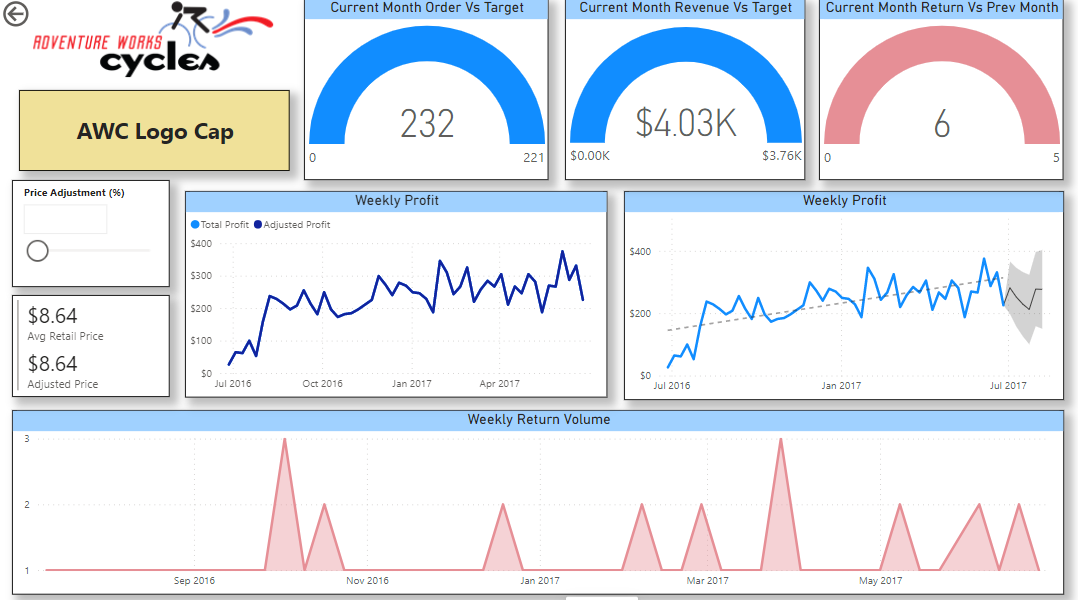 ADVENTURE WORKS
cycles
AWC Logo Cap
Current Month Order Vs Target
232
0
221
Current Month Revenue Vs Target
$4.03K
$0.00K
$3.76K
Current Month Return Vs Prev Month
6
0
5
Price Adjustment (%)
$8.64
Avg Retail Price
$8.64
Adjusted Price
Weekly Profit
Total Profit Adjusted Profit
$400
$300
$200
$100
$0
Jul 2016 Oct 2016 Jan 2017 Apr 2017
Weekly Profit
$400
$200
$0
Jul 2016 Jan 2017 Jul 2017
Weekly Return Volume
3
2
1
Sep 2016 Nov 2016 Jan 2017 Mar 2017 May 2017